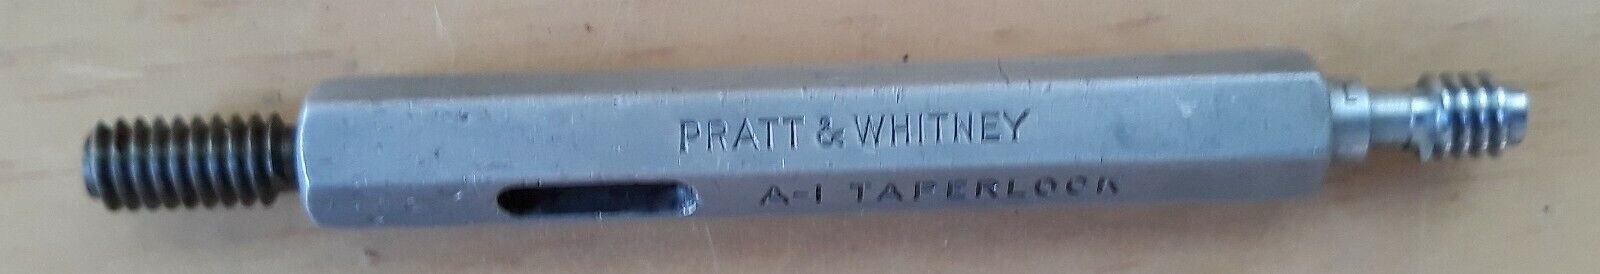 PRATT & WHITNEY
A-1 TAPERLOCK
L